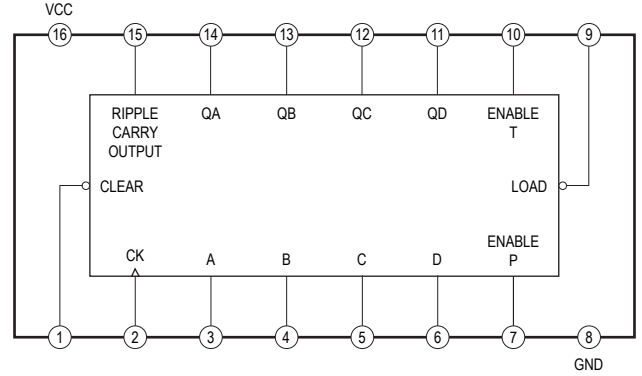 VCC
16 15 14 13 12 11 10 9
RIPPLE CARRY OUTPUT
QA QB QC QD
ENABLE T
CLEAR
LOAD
CK A B C D
ENABLE P
1 2 3 4 5 6 7 8
GND